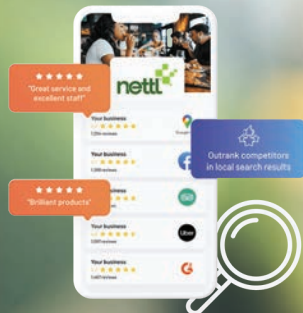 nettl
★★★★★
"Great service and
excellent staff"
Your business
★★★★★
Your business
★★★★★
Outrank competitors
in local search results
★★★★★
"Brilliant products"
business
★★★★★
Uber
Your business
★★★★★
Your business
★★★★★